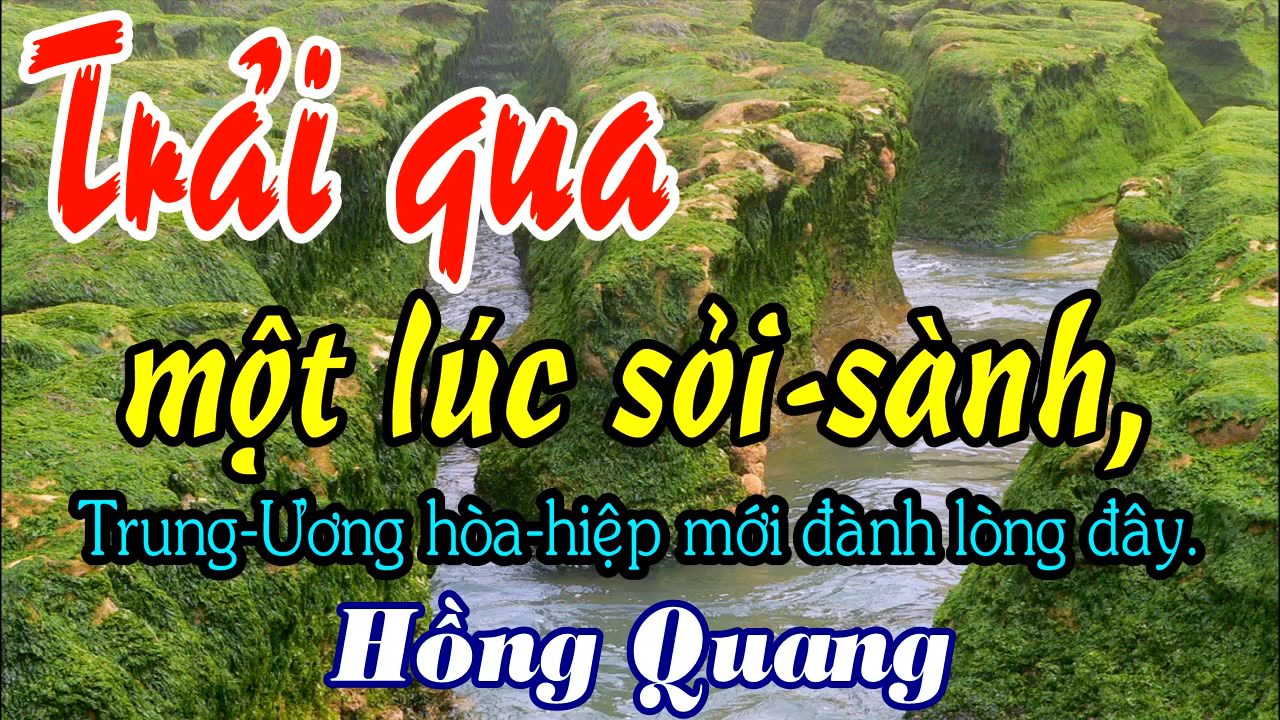 Trải qua
một lúc sỏi-sành,
Trung-Ương hòa-hiệp mới đành lòng đây.
Hồng Quang